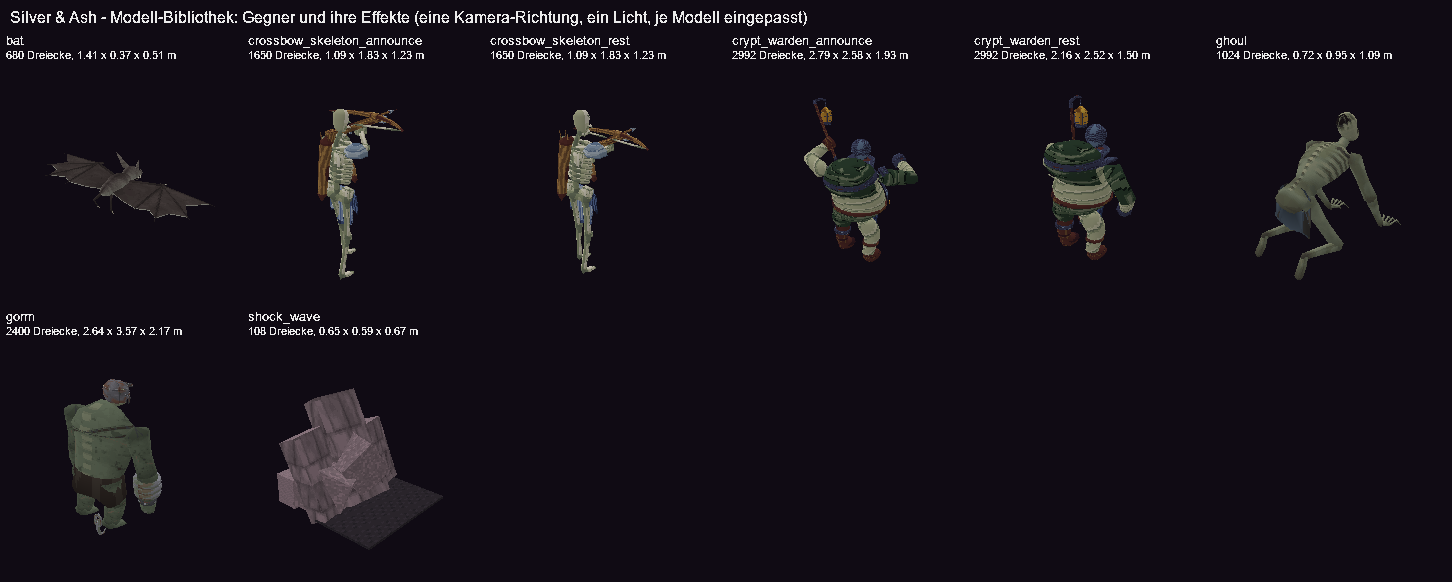 Silver & Ash - Modell-Bibliothek: Gegner und ihre Effekte (eine Kamera-Richtung, ein Licht, je Modell eingepasst)
bat
680 Dreiecke, 1.41 x 0.37 x 0.51 m
crossbow_skeleton_announce
1650 Dreiecke, 1.09 x 1.83 x 1.23 m
crossbow_skeleton_rest
1650 Dreiecke, 1.09 x 1.83 x 1.23 m
crypt_warden_announce
2992 Dreiecke, 2.79 x 2.58 x 1.93 m
crypt_warden_rest
2992 Dreiecke, 2.16 x 2.52 x 1.50 m
ghoul
1024 Dreiecke, 0.72 x 0.95 x 1.09 m
gorm
2400 Dreiecke, 2.64 x 3.57 x 2.17 m
shock_wave
108 Dreiecke, 0.65 x 0.59 x 0.67 m